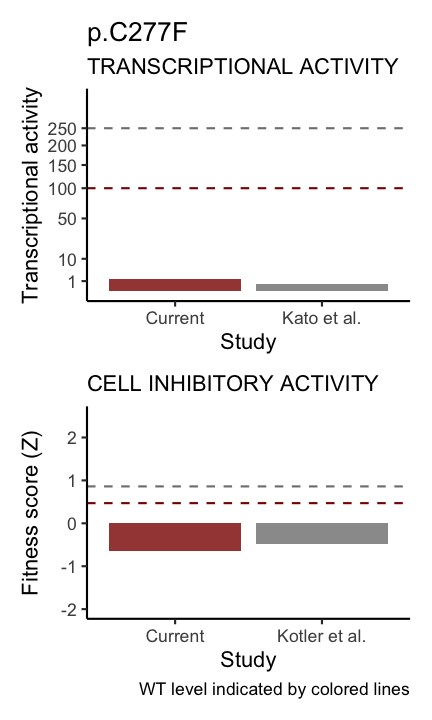 p.C277F
TRANSCRIPTIONAL ACTIVITY
Transcriptional activity
250
200
150
100
50
10
1
Current
Kato et al.
Study
CELL INHIBITORY ACTIVITY
Fitness score (Z)
2
1
0
-1
-2
Current
Kotler et al.
Study
WT level indicated by colored lines